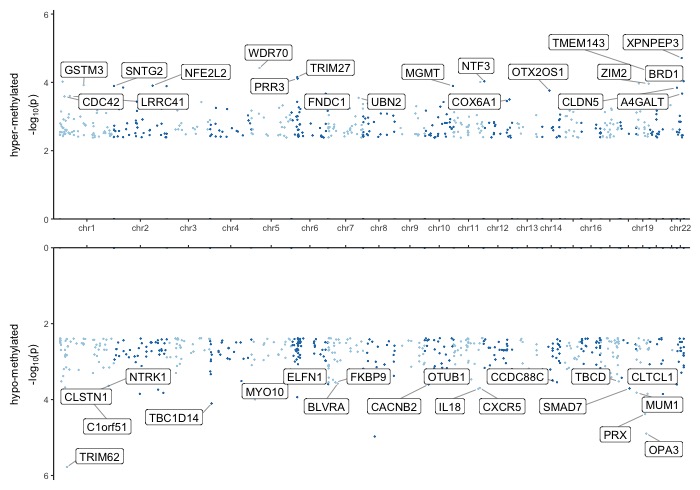 6
TMEM143 XPNPEP3
WDR70
GSTM3 SNTG2 NFE2L2 TRIM27 MGMT NTF3 OTX2OS1 ZIM2 BRD1
4
PRR3
CDC42 LRRC41 FNDC1 UBN2 COX6A1 CLDN5 A4GALT
hyper-methylated
-log₁₀(p)
2
0
chr1 chr2 chr3 chr4 chr5 chr6 chr7 chr8 chr9 chr10 chr11 chr12 chr13 chr14 chr16 chr19 chr22
0
2
hypo-methylated
-log₁₀(p)
NTRK1 ELFN1 FKBP9 OTUB1 CCDC88C TBCD CLTCL1
CLSTN1 MYO10
4
BLVRA CACNB2 IL18 CXCR5 SMAD7 MUM1
TBC1D14
C1orf51
PRX
OPA3
TRIM62
6